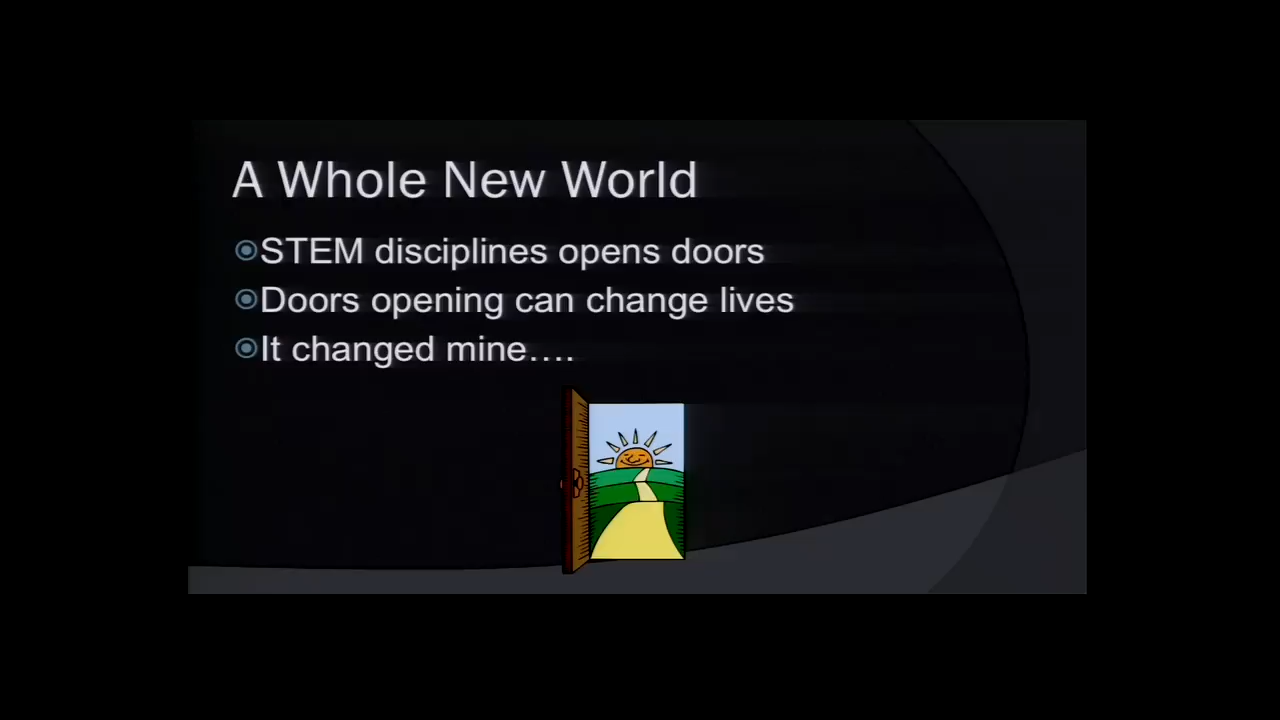 A Whole New World
STEM disciplines opens doors
Doors opening can change lives
It changed mine….